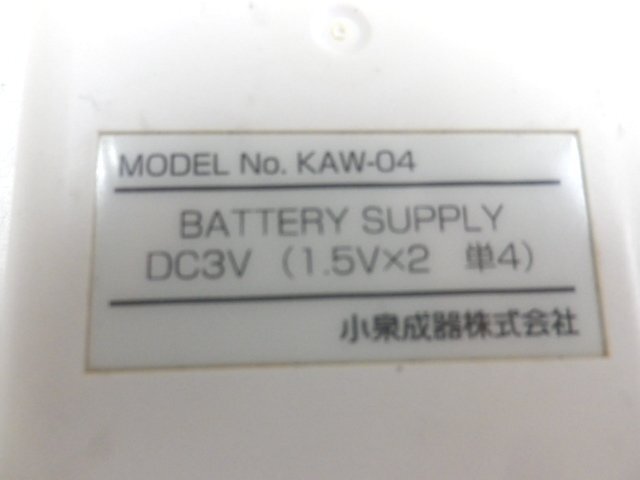 MODEL No. KAW-04
BATTERY SUPPLY
DC3V （1.5V×2　単4）
小泉成器株式会社